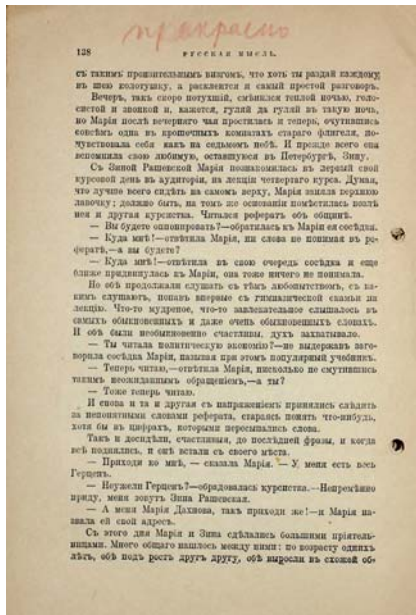 прекрасно
138
РУССКАЯ МЫСЛЬ.
съ такимъ произительнымъ визгомъ, что хоть ты раздай каждому
въ шею колотушку, а расклеится и самый простой разговоръ.
Вечеръ, такъ скоро потухшій, смѣнился теплой ночью, голо-
систой и звонкой и, кажется, гуляй да гуляй въ такую ночь,
но Марія послѣ вечерняго чая простилась и теперь, очутившись
совсѣмъ одна въ крошечныхъ комнатахъ стараго флигеля, по-
чувствовала себя какъ на седьмомъ небѣ. И прежде всего она
вспомнила свою любимую, оставшуюся въ Петербургѣ, Зину.
Съ Зиной Рашевской Марія познакомилась въ первый свой
курсовой день въ аудиторіи, на лекціи четвертаго курса. Думая,
что лучше всего сидѣть на самомъ верху, Марія заняла верхнюю
лавочку; должно быть, на томъ же основаніи помѣстилась возлѣ
нея и другая курсистка. Читался рефератъ объ общинѣ.
— Вы будете оппонировать?—обратилась къ Маріи ея сосѣдка.
— Куда мнѣ!—отвѣтила Марія, ни слова не понимая въ ре-
фератѣ,—а вы будете?
— Куда мнѣ!—отвѣтила въ свою очередь сосѣдка и еще
ближе придвинулась къ Маріи, она тоже ничего не понимала.
Но обѣ продолжали слушать съ тѣмъ любопытствомъ, съ ка-
кимъ слушаютъ, попавъ впервые съ гимназической скамьи на
лекцію. Что-то мудреное, что-то завлекательное слышалось въ
самыхъ обыкновенныхъ и даже очень обыкновенныхъ словахъ.
И обѣ были необыкновенно счастливы, духъ захватывало.
— Ты читала политическую экономію?—не выдержавъ заго-
ворила сосѣдка Маріи, называя при этомъ популярный учебникъ.
— Теперь читаю,—отвѣтила Марія, нисколько не смутившись
такимъ неожиданнымъ обращеніемъ,—а ты?
— Тоже теперь читаю.
И снова и та и другая съ напряженіемъ принялись слѣдить
за непонятными словами реферата, стараясь понять что-нибудь,
хотя бы въ цифрахъ, которыми пересыпались слова.
Такъ и досидѣли, счастливыя, до послѣдней фразы, и когда
всѣ поднялись, и онѣ встали съ своего мѣста.
— Приходи ко мнѣ, — сказала Марія. — У меня есть весь
Герценъ.
— Неужели Герценъ?—обрадовалась курсистка.—Непремѣнно
приду, меня зовутъ Зина Рашевская.
— А меня Марія Дахнова, такъ приходи же!—и Марія на-
звала ей свой адресъ.
Съ этого дня Марія и Зина сдѣлались большими пріятель-
ницами. Много общаго нашлось между ними: по возрасту однихъ
лѣтъ, обѣ подъ ростъ другъ другу, обѣ выросли въ схожей об-